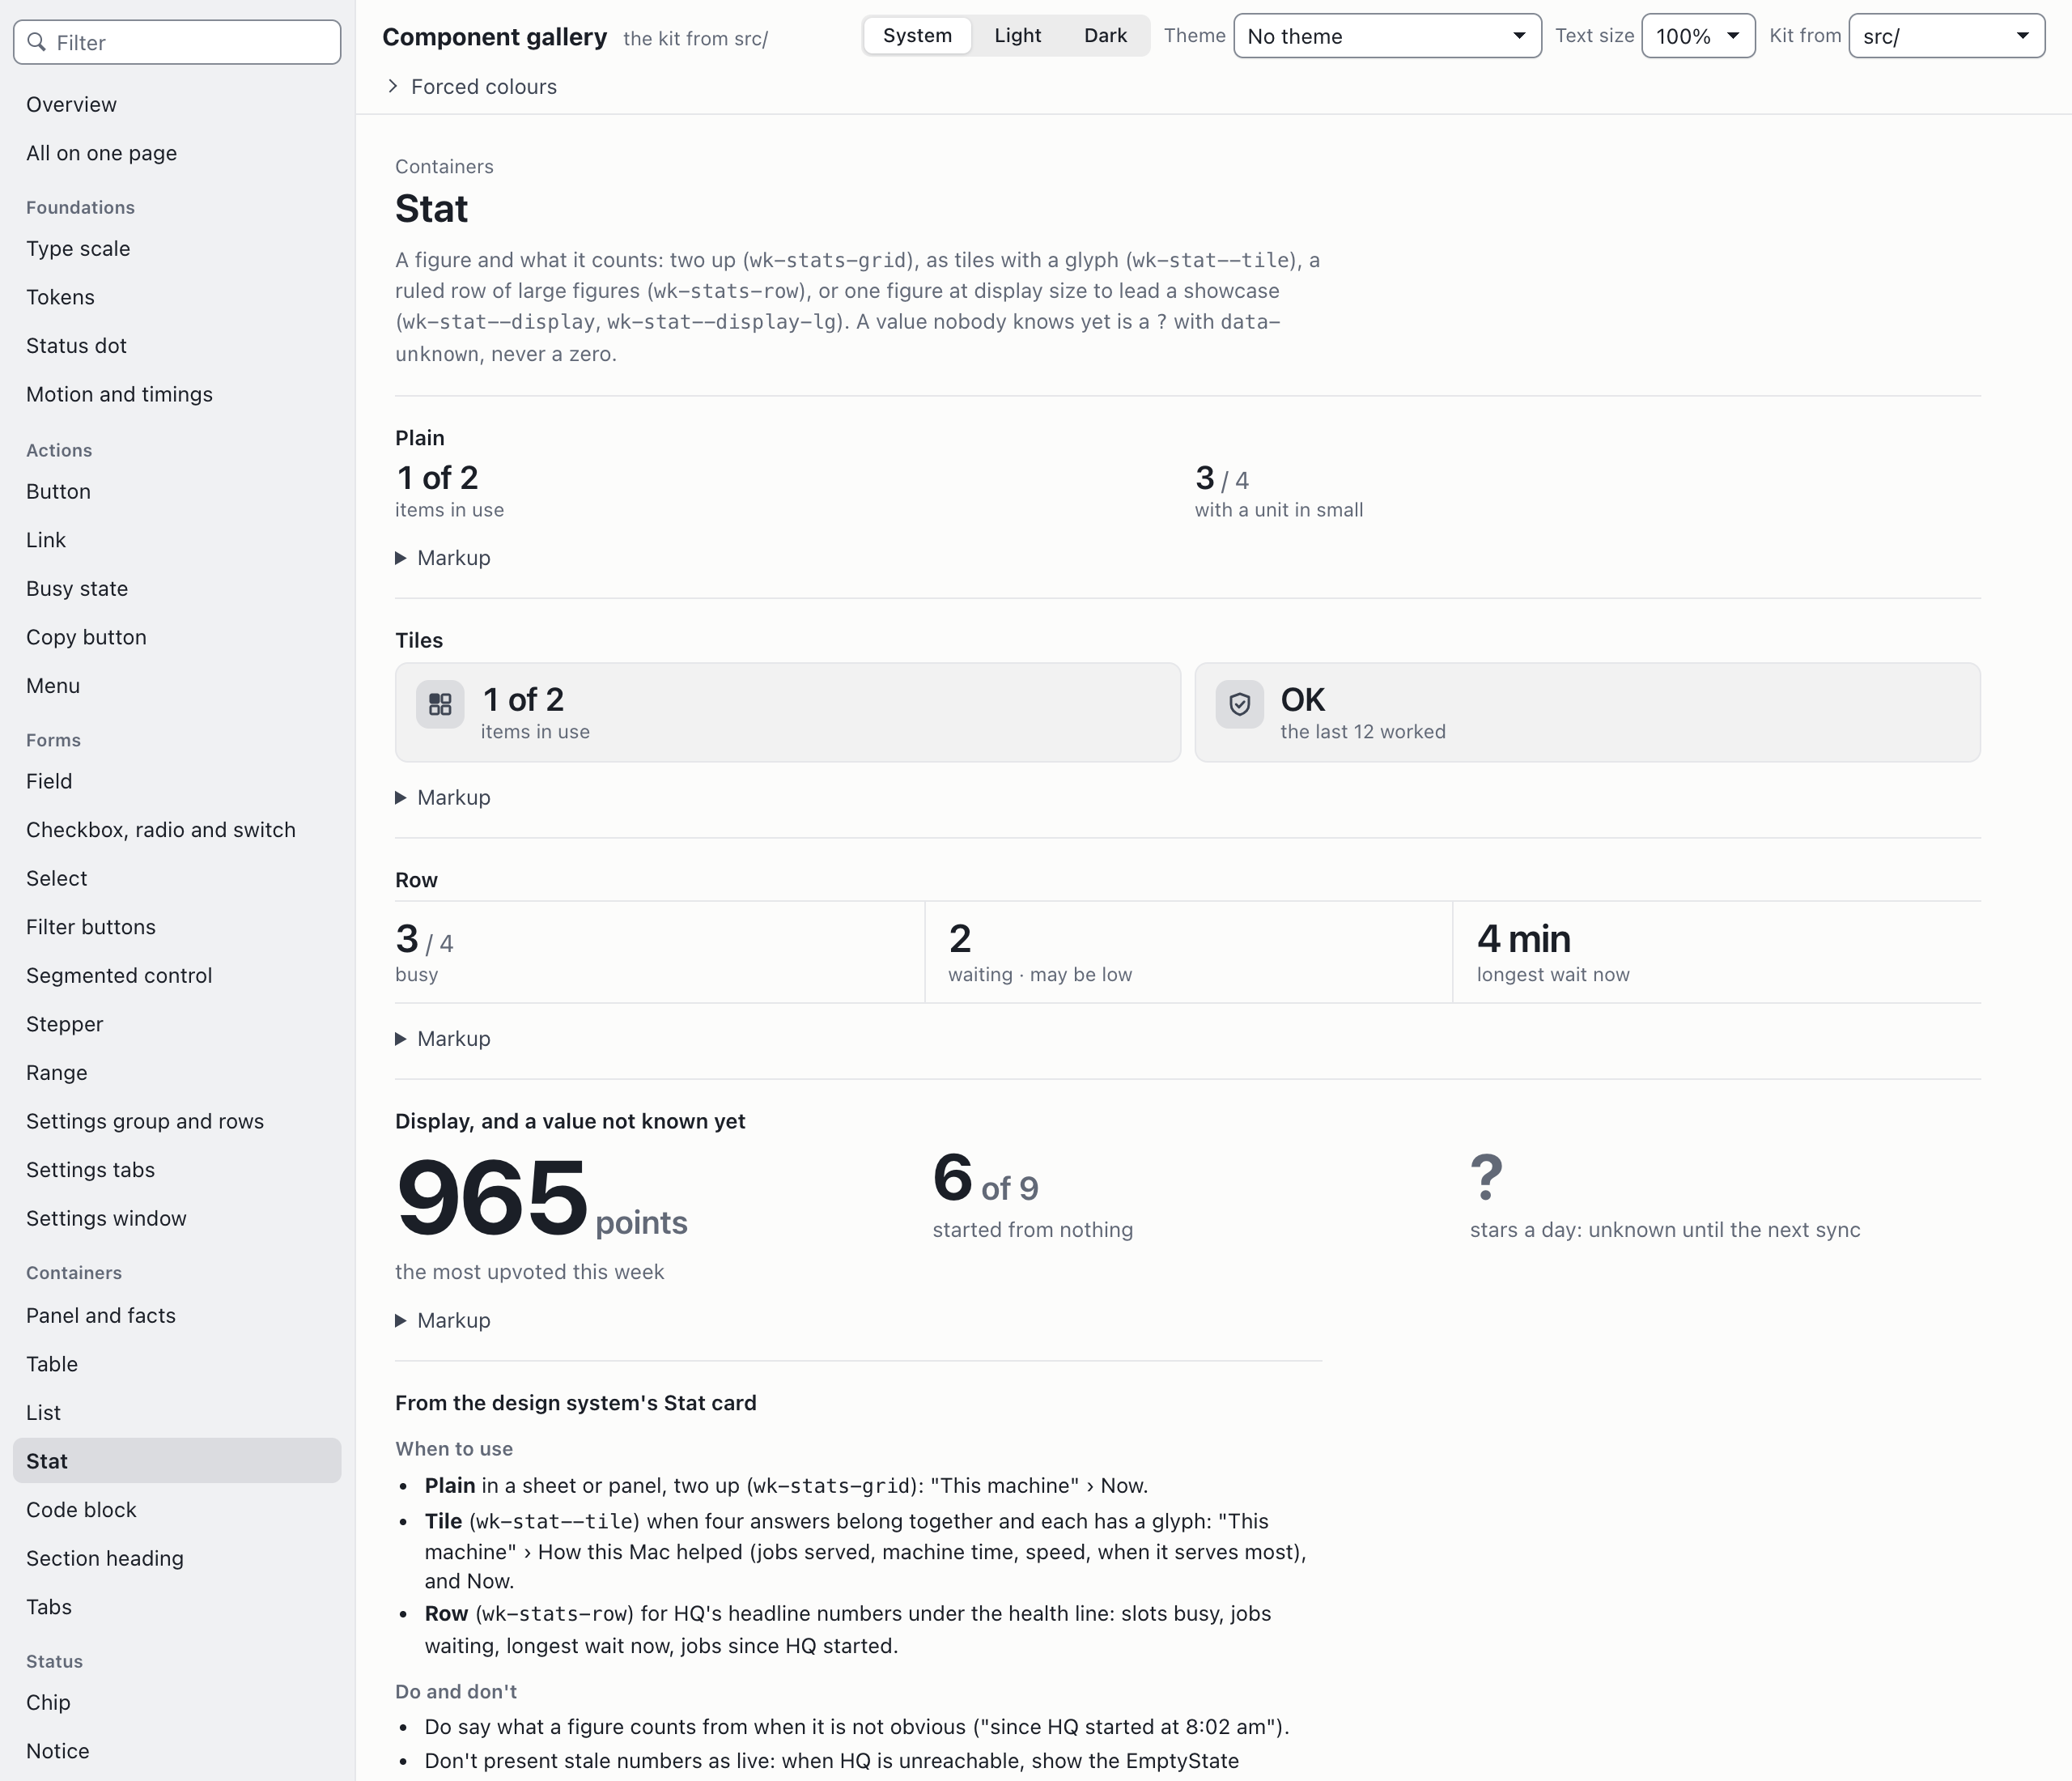 Filter
Overview
All on one page
Foundations
Type scale
Tokens
Status dot
Motion and timings
Actions
Button
Link
Busy state
Copy button
Menu
Forms
Field
Checkbox, radio and switch
Select
Filter buttons
Segmented control
Stepper
Range
Settings group and rows
Settings tabs
Settings window
Containers
Panel and facts
Table
List
Stat
Code block
Section heading
Tabs
Status
Chip
Notice
Component gallery the kit from src/
System Light Dark Theme No theme Text size 100% Kit from src/
Forced colours
Containers
Stat
A figure and what it counts: two up (wk-stats-grid), as tiles with a glyph (wk-stat--tile), a
ruled row of large figures (wk-stats-row), or one figure at display size to lead a showcase
(wk-stat--display, wk-stat--display-lg). A value nobody knows yet is a ? with data-
unknown, never a zero.
Plain
1 of 2
items in use
3 / 4
with a unit in small
Markup
Tiles
1 of 2
items in use
OK
the last 12 worked
Markup
Row
3 / 4
busy
2
waiting · may be low
4 min
longest wait now
Markup
Display, and a value not known yet
965 points
the most upvoted this week
6 of 9
started from nothing
?
stars a day: unknown until the next sync
Markup
From the design system's Stat card
When to use
• Plain in a sheet or panel, two up (wk-stats-grid): "This machine" › Now.
• Tile (wk-stat--tile) when four answers belong together and each has a glyph: "This
machine" › How this Mac helped (jobs served, machine time, speed, when it serves most),
and Now.
• Row (wk-stats-row) for HQ's headline numbers under the health line: slots busy, jobs
waiting, longest wait now, jobs since HQ started.
Do and don't
• Do say what a figure counts from when it is not obvious ("since HQ started at 8:02 am").
• Don't present stale numbers as live: when HQ is unreachable, show the EmptyState